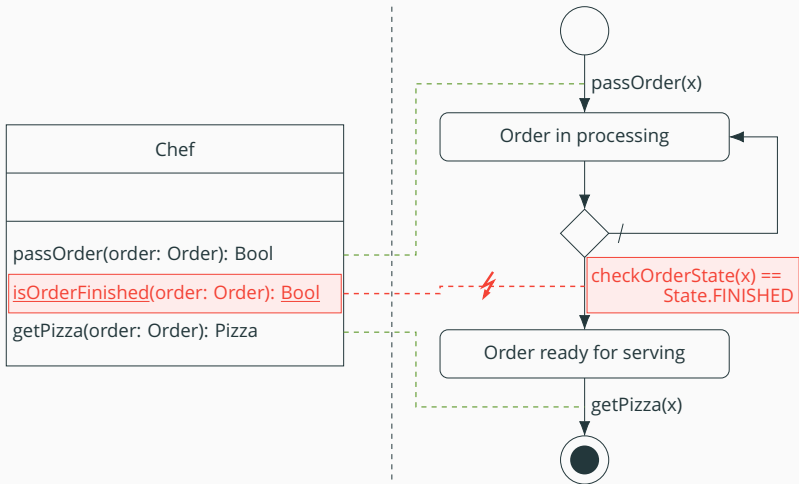 Chef
passOrder(order: Order): Bool
isOrderFinished(order: Order): Bool
getPizza(order: Order): Pizza
passOrder(x)
Order in processing
checkOrderState(x) ==
State.FINISHED
Order ready for serving
getPizza(x)